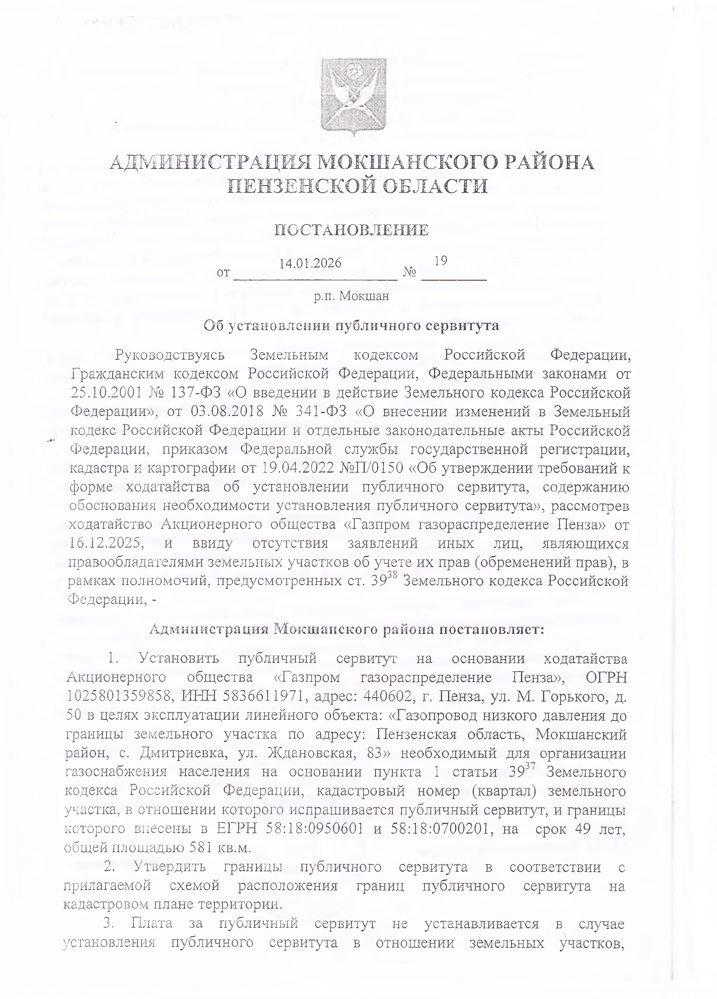 АДМИНИСТРАЦИЯ МОКШАНСКОГО РАЙОНА
ПЕНЗЕНСКОЙ ОБЛАСТИ
ПОСТАНОВЛЕНИЕ
от 14.01.2026 № 19
р.п. Мокшан
Об установлении публичного сервитута
Руководствуясь Земельным кодексом Российской Федерации,
Гражданским кодексом Российской Федерации, Федеральными законами от
25.10.2001 № 137-ФЗ «О введении в действие Земельного кодекса Российской
Федерации», от 03.08.2018 № 341-ФЗ «О внесении изменений в Земельный
кодекс Российской Федерации и отдельные законодательные акты Российской
Федерации, приказом Федеральной службы государственной регистрации,
кадастра и картографии от 19.04.2022 №П/0150 «Об утверждении требований к
форме ходатайства об установлении публичного сервитута, содержанию
обоснования необходимости установления публичного сервитута», рассмотрев
ходатайство Акционерного общества «Газпром газораспределение Пенза» от
16.12.2025, и ввиду отсутствия заявлений иных лиц, являющихся
правообладателями земельных участков об учете их прав (обременений прав), в
рамках полномочий, предусмотренных ст. 39³⁸ Земельного кодекса Российской
Федерации, -
Администрация Мокшанского района постановляет:
1. Установить публичный сервитут на основании ходатайства
Акционерного общества «Газпром газораспределение Пенза», ОГРН
1025801359858, ИНН 5836611971, адрес: 440602, г. Пенза, ул. М. Горького, д.
50 в целях эксплуатации линейного объекта: «Газопровод низкого давления до
границы земельного участка по адресу: Пензенская область, Мокшанский
район, с. Дмитриевка, ул. Ждановская, 83» необходимый для организации
газоснабжения населения на основании пункта 1 статьи 39³⁷ Земельного
кодекса Российской Федерации, кадастровый номер (квартал) земельного
участка, в отношении которого испрашивается публичный сервитут, и границы
которого внесены в ЕГРН 58:18:0950601 и 58:18:0700201, на срок 49 лет,
общей площадью 581 кв.м.
2. Утвердить границы публичного сервитута в соответствии с
прилагаемой схемой расположения границ публичного сервитута на
кадастровом плане территории.
3. Плата за публичный сервитут не устанавливается в случае
установления публичного сервитута в отношении земельных участков,